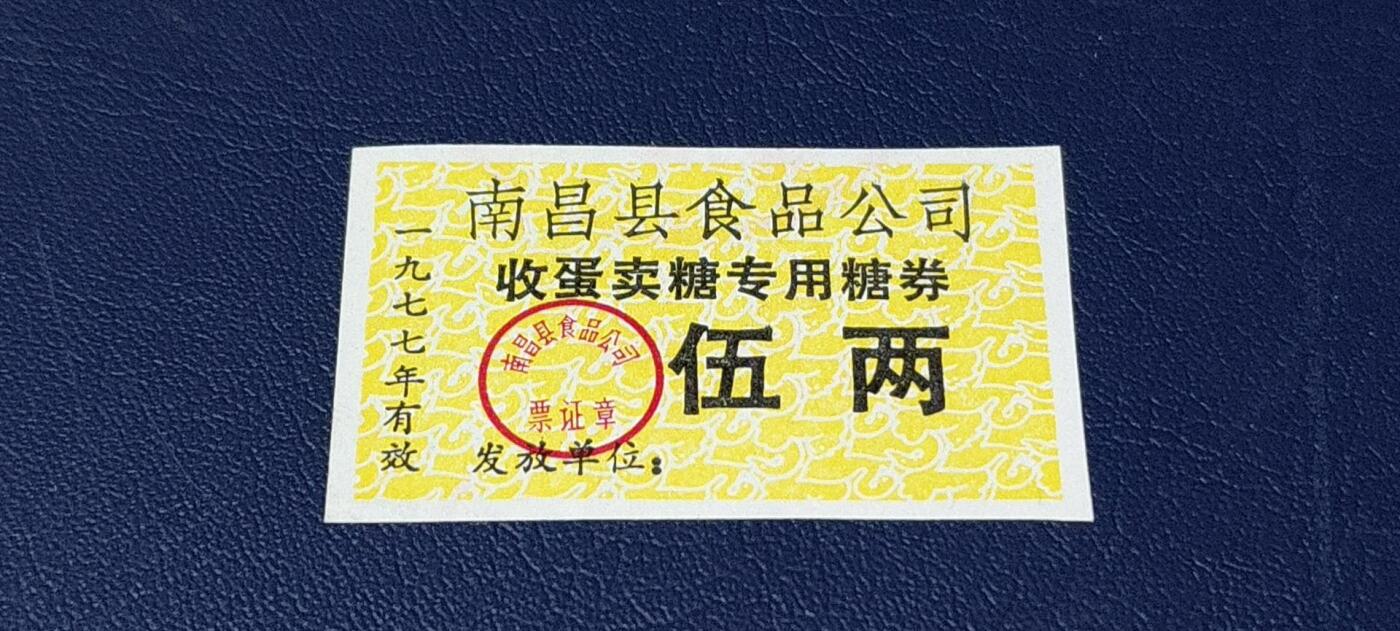 南昌县食品公司
收蛋卖糖专用糖券
伍两
一九七七年有效
南昌县食品公司
票证章
发放单位: